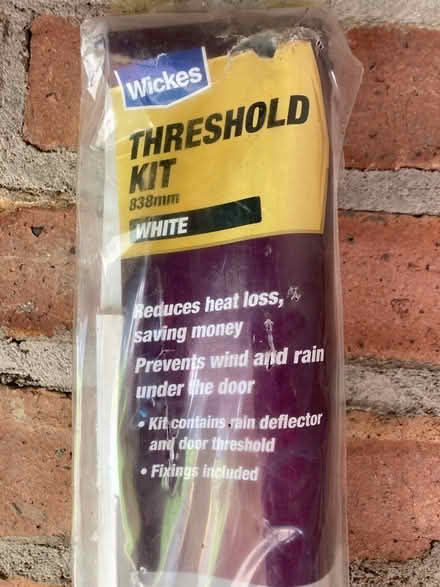 Wickes
THRESHOLD
KIT
838mm
WHITE
Reduces heat loss,
saving money
Prevents wind and rain
under the door
• Kit contains rain deflector
and door threshold
• Fixings included